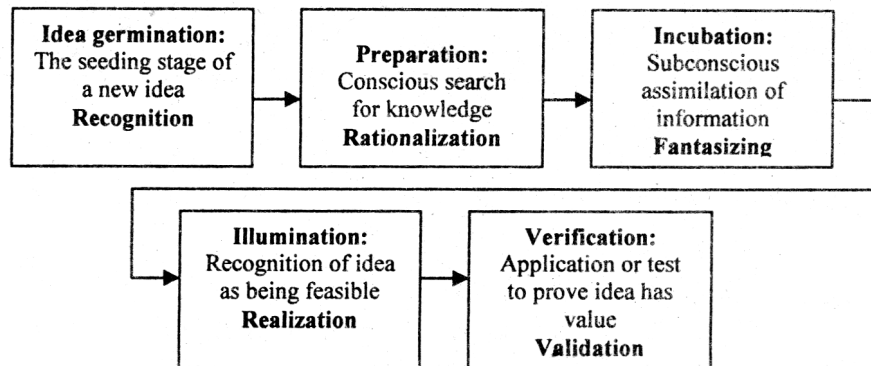 Idea germination:
The seeding stage of
a new idea
Recognition
Preparation:
Conscious search
for knowledge
Rationalization
Incubation:
Subconscious
assimilation of
information
Fantasizing
Illumination:
Recognition of idea
as being feasible
Realization
Verification:
Application or test
to prove idea has
value
Validation